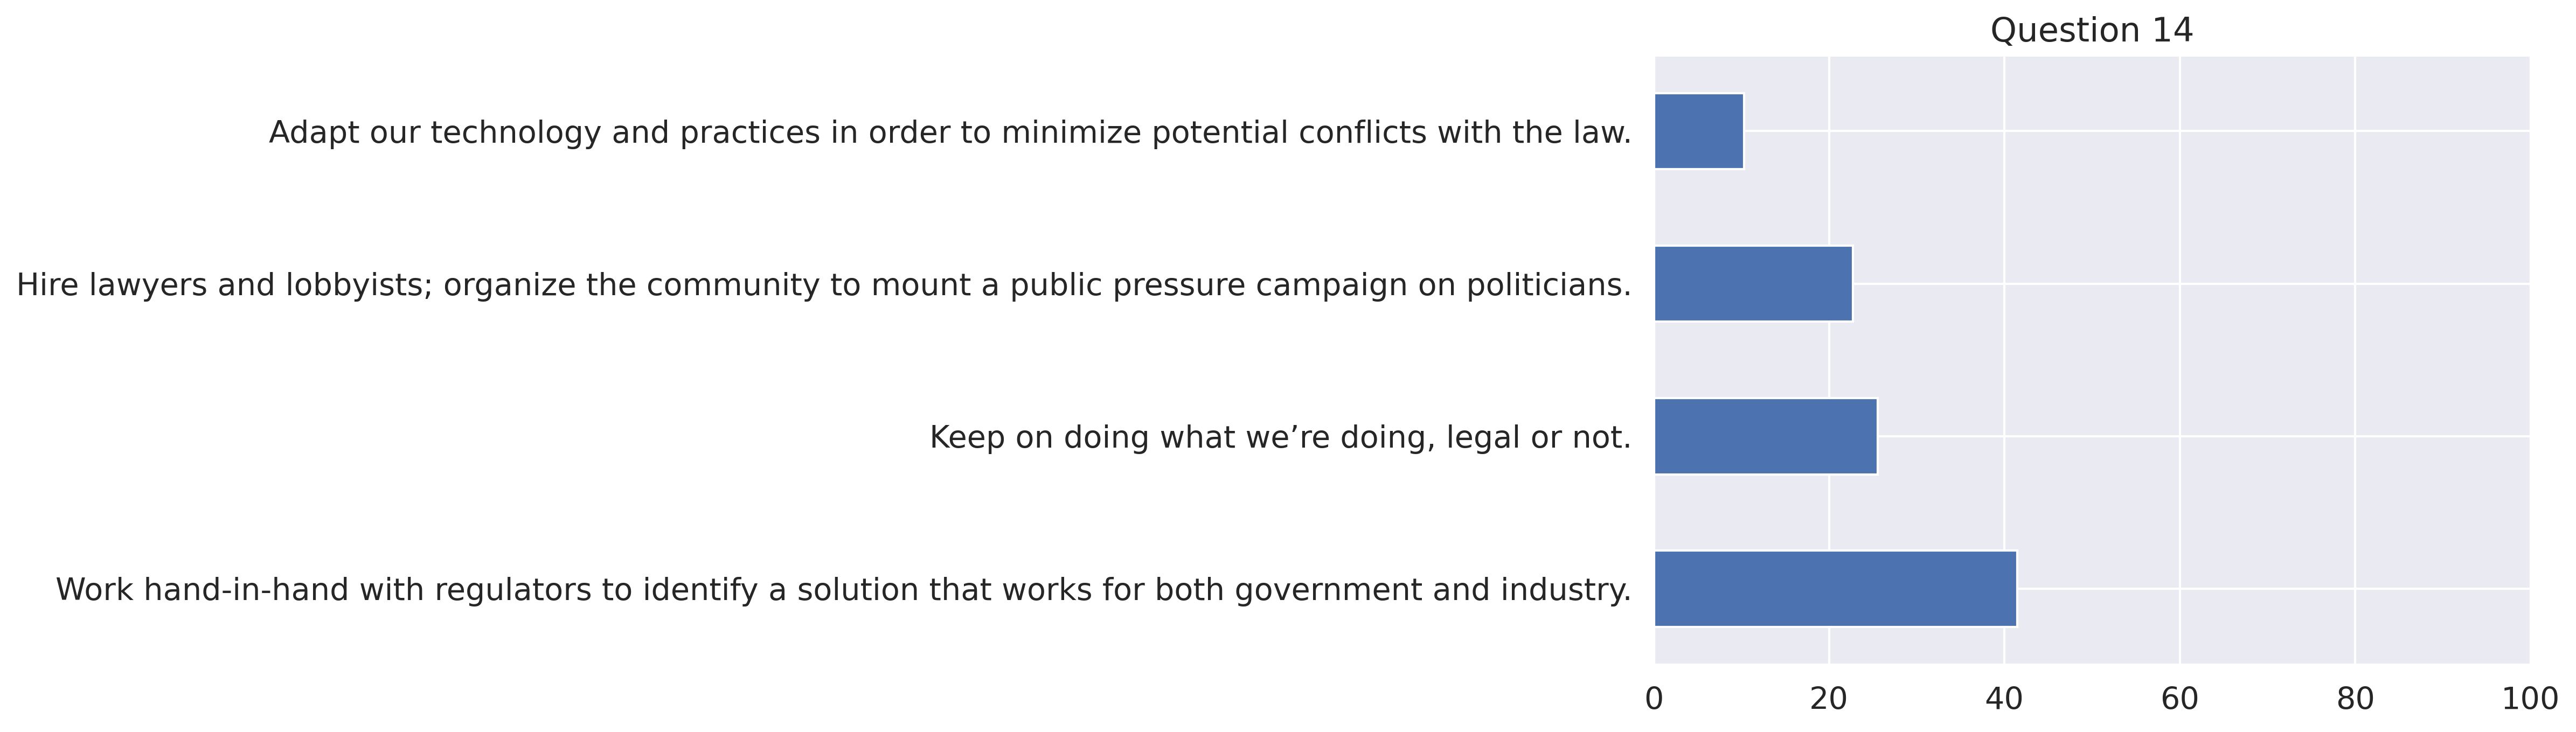 Question 14
Adapt our technology and practices in order to minimize potential conflicts with the law.
Hire lawyers and lobbyists; organize the community to mount a public pressure campaign on politicians.
Keep on doing what we’re doing, legal or not.
Work hand-in-hand with regulators to identify a solution that works for both government and industry.
0 20 40 60 80 100